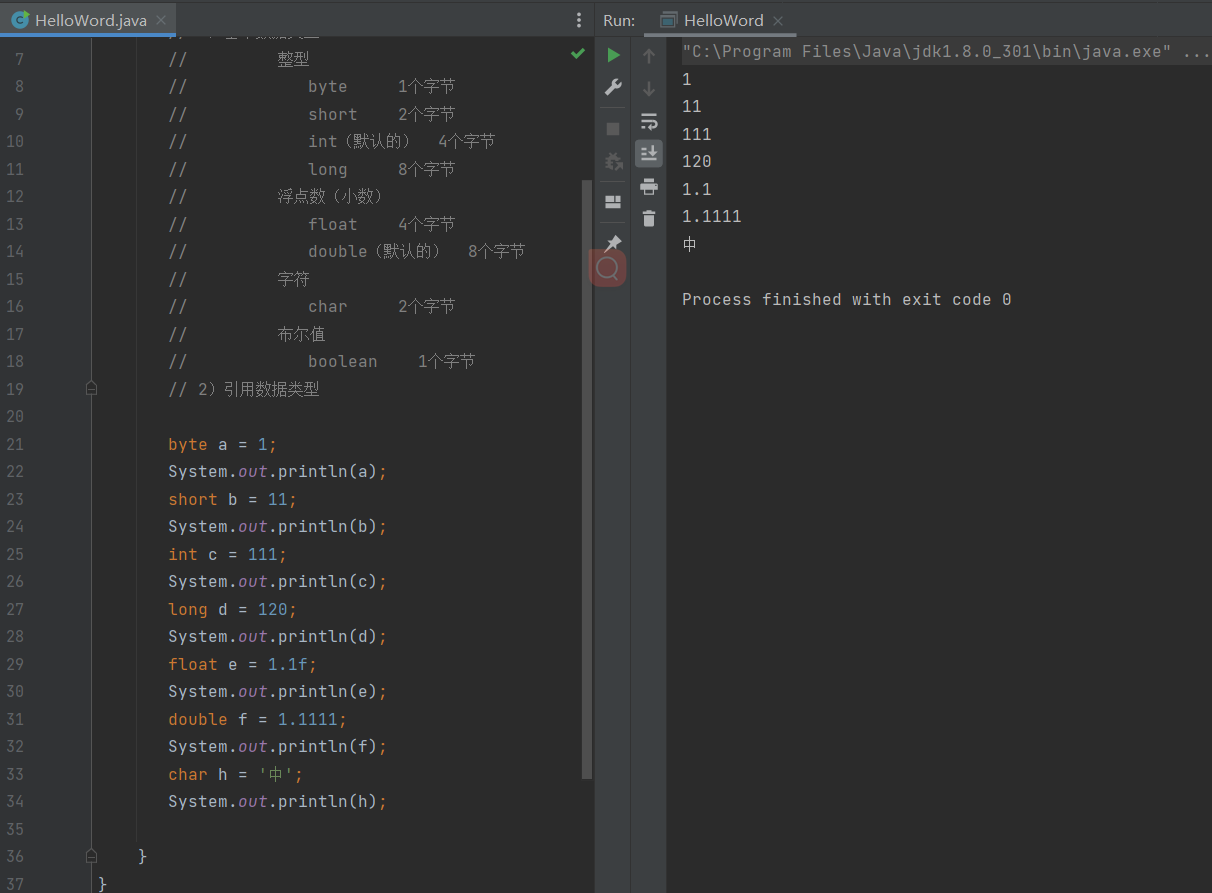 HelloWord.java
Run: HelloWord
7 // 整型
8 // byte 1个字节
9 // short 2个字节
10 // int（默认的） 4个字节
11 // long 8个字节
12 // 浮点数（小数）
13 // float 4个字节
14 // double（默认的） 8个字节
15 // 字符
16 // char 2个字节
17 // 布尔值
18 // boolean 1个字节
19 // 2）引用数据类型
20
21 byte a = 1;
22 System.out.println(a);
23 short b = 11;
24 System.out.println(b);
25 int c = 111;
26 System.out.println(c);
27 long d = 120;
28 System.out.println(d);
29 float e = 1.1f;
30 System.out.println(e);
31 double f = 1.1111;
32 System.out.println(f);
33 char h = '中';
34 System.out.println(h);
35
36 }
37 }
"C:\Program Files\Java\jdk1.8.0_301\bin\java.exe" ...
1
11
111
120
1.1
1.1111
中
Process finished with exit code 0